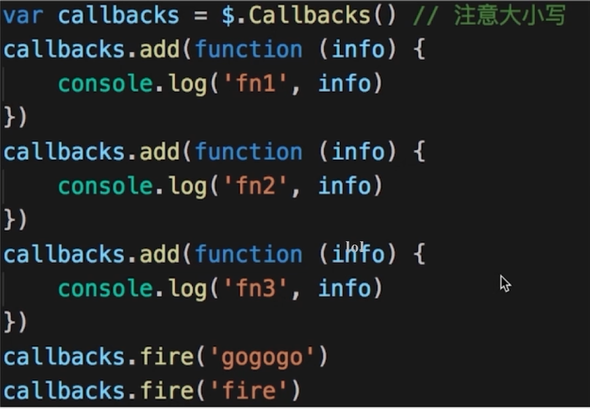 var callbacks = $.Callbacks() // 注意大小写
callbacks.add(function (info) {
    console.log('fn1', info)
})
callbacks.add(function (info) {
    console.log('fn2', info)
})
callbacks.add(function (info) {
    console.log('fn3', info)
})
callbacks.fire('gogogo')
callbacks.fire('fire')